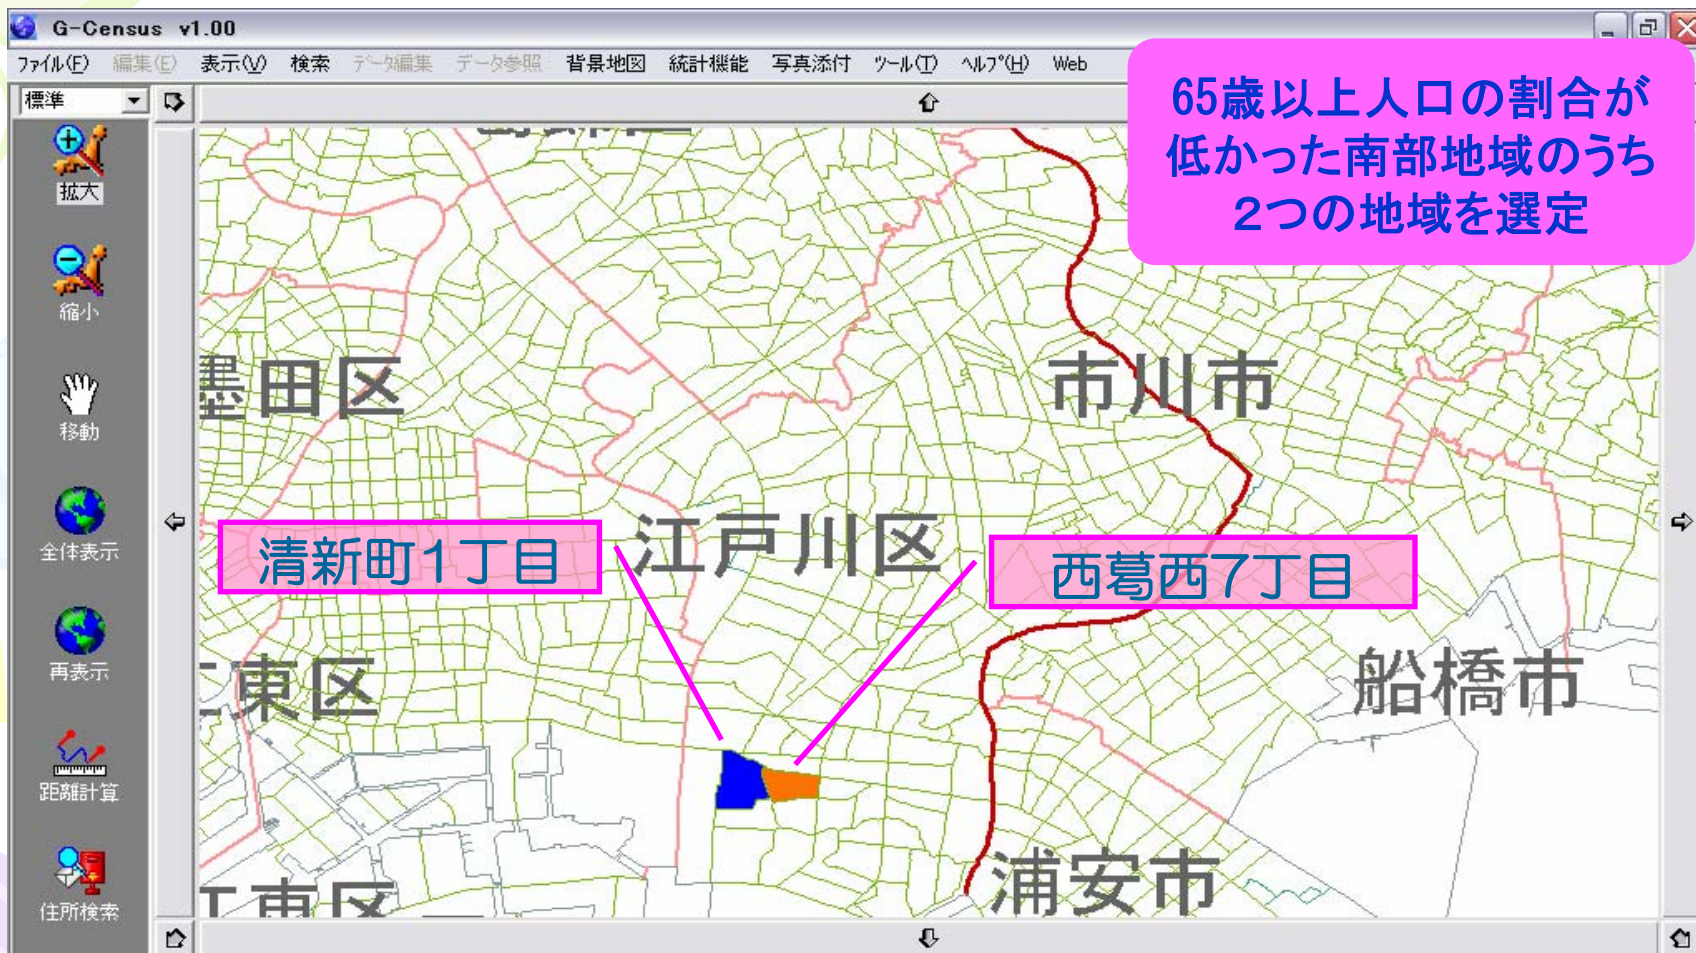 G-Census v1.00
ファイル(F) 編集(E) 表示(V) 検索 データ編集 データ参照 背景地図 統計機能 写真添付 ツール(T) ヘルプ(H) Web
65歳以上人口の割合が
低かった南部地域のうち
2つの地域を選定
標準
拡大
縮小
移動
全体表示
再表示
距離計算
住所検索
墨田区
市川市
江戸川区
清新町1丁目
西葛西7丁目
江東区
船橋市
浦安市
江東区